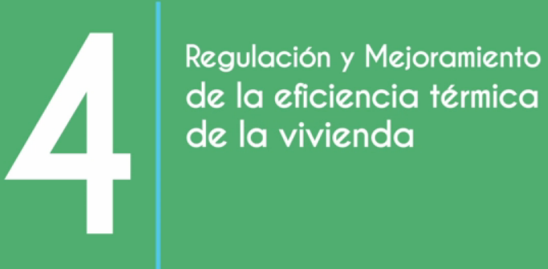 4
Regulación y Mejoramiento
de la eficiencia térmica
de la vivienda